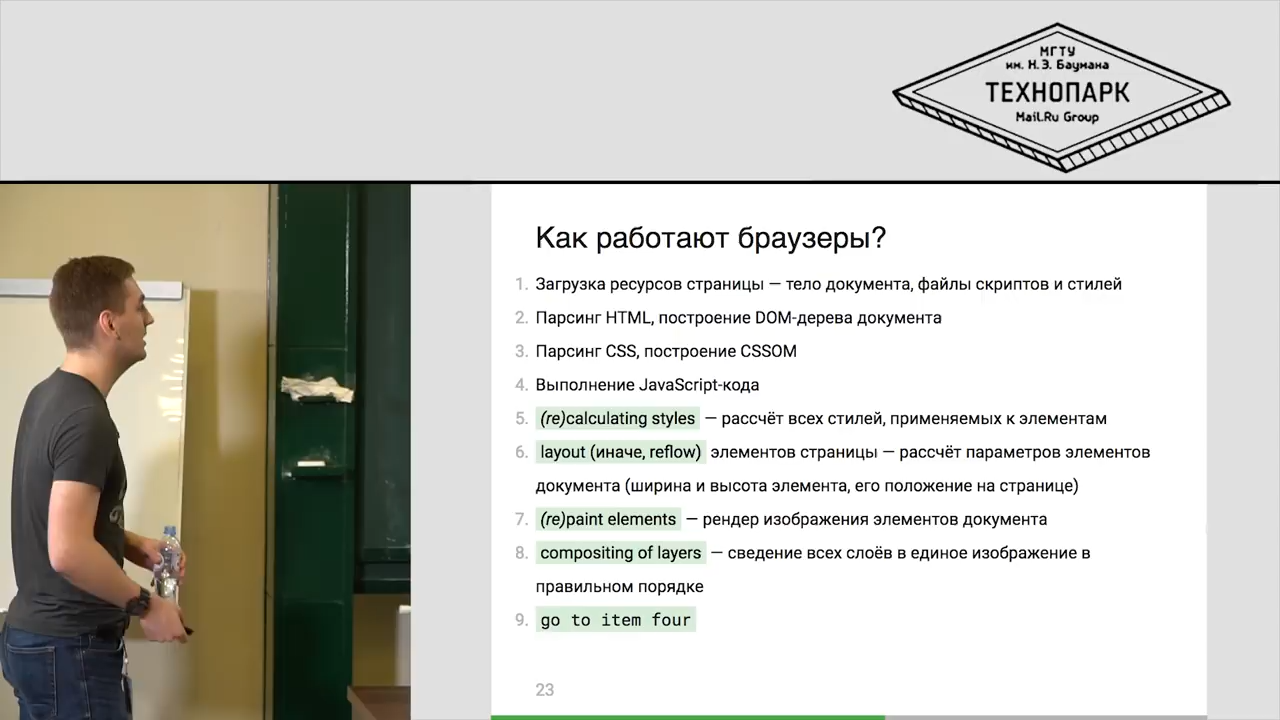 МГТУ
им. Н.Э. Баумана
ТЕХНОПАРК
Mail.Ru Group
Как работают браузеры?
1. Загрузка ресурсов страницы — тело документа, файлы скриптов и стилей
2. Парсинг HTML, построение DOM-дерева документа
3. Парсинг CSS, построение CSSOM
4. Выполнение JavaScript-кода
5. (re)calculating styles — рассчёт всех стилей, применяемых к элементам
6. layout (иначе, reflow) элементов страницы — рассчёт параметров элементов
документа (ширина и высота элемента, его положение на странице)
7. (re)paint elements — рендер изображения элементов документа
8. compositing of layers — сведение всех слоёв в единое изображение в
правильном порядке
9. go to item four
23